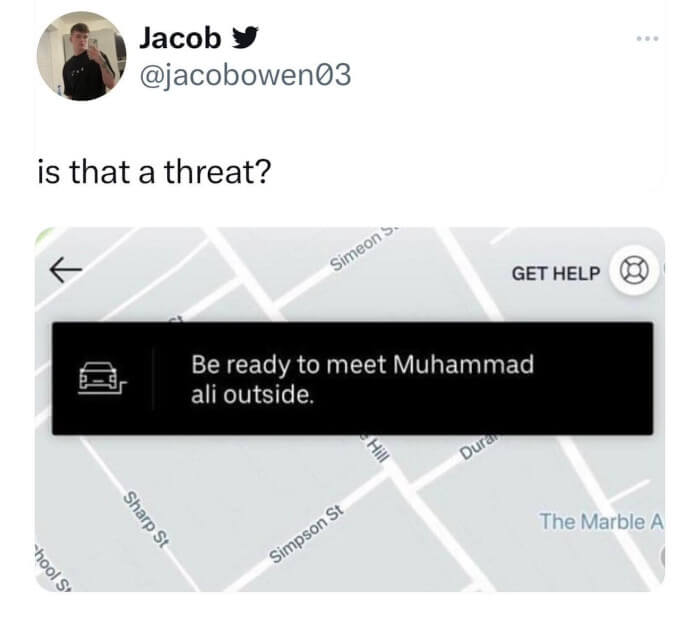 Jacob
@jacobowen03
is that a threat?
Simeon S
GET HELP
Be ready to meet Muhammad
ali outside.
Hill
Duran
Sharp St
Simpson St
The Marble A
hool St